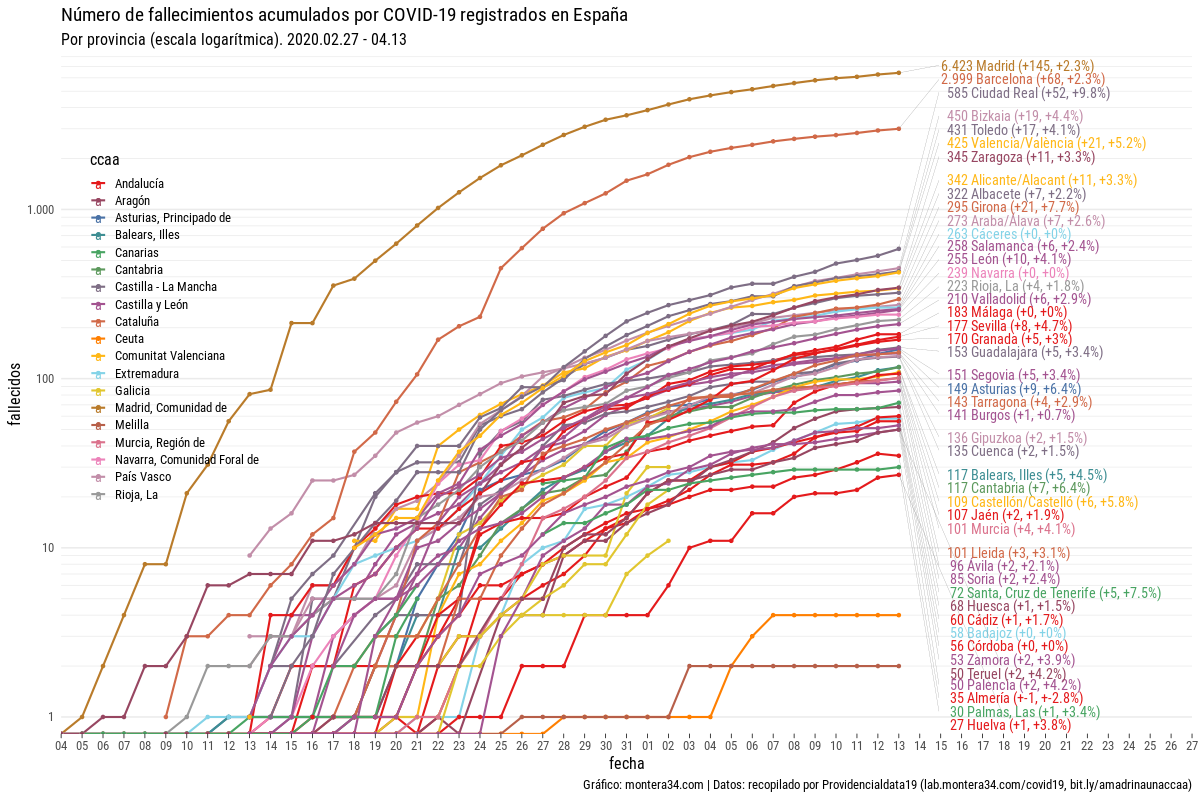 Número de fallecimientos acumulados por COVID-19 registrados en España
Por provincia (escala logarítmica). 2020.02.27 - 04.13
fallecidos
1.000
100
10
1
ccaa
Andalucía
Aragón
Asturias, Principado de
Balears, Illes
Canarias
Cantabria
Castilla - La Mancha
Castilla y León
Cataluña
Ceuta
Comunitat Valenciana
Extremadura
Galicia
Madrid, Comunidad de
Melilla
Murcia, Región de
Navarra, Comunidad Foral de
País Vasco
Rioja, La
6.423 Madrid (+145, +2.3%)
2.999 Barcelona (+68, +2.3%)
585 Ciudad Real (+52, +9.8%)
450 Bizkaia (+19, +4.4%)
431 Toledo (+17, +4.1%)
425 Valencia/València (+21, +5.2%)
345 Zaragoza (+11, +3.3%)
342 Alicante/Alacant (+11, +3.3%)
322 Albacete (+7, +2.2%)
295 Girona (+21, +7.7%)
273 Araba/Álava (+7, +2.6%)
263 Cáceres (+0, +0%)
258 Salamanca (+6, +2.4%)
255 León (+10, +4.1%)
239 Navarra (+0, +0%)
223 Rioja, La (+4, +1.8%)
210 Valladolid (+6, +2.9%)
183 Málaga (+0, +0%)
177 Sevilla (+8, +4.7%)
170 Granada (+5, +3%)
153 Guadalajara (+5, +3.4%)
151 Segovia (+5, +3.4%)
149 Asturias (+9, +6.4%)
143 Tarragona (+4, +2.9%)
141 Burgos (+1, +0.7%)
136 Gipuzkoa (+2, +1.5%)
135 Cuenca (+2, +1.5%)
117 Balears, Illes (+5, +4.5%)
117 Cantabria (+7, +6.4%)
109 Castellón/Castelló (+6, +5.8%)
107 Jaén (+2, +1.9%)
101 Murcia (+4, +4.1%)
101 Lleida (+3, +3.1%)
96 Ávila (+2, +2.1%)
85 Soria (+2, +2.4%)
72 Santa, Cruz de Tenerife (+5, +7.5%)
68 Huesca (+1, +1.5%)
60 Cádiz (+1, +1.7%)
58 Badajoz (+0, +0%)
56 Córdoba (+0, +0%)
53 Zamora (+2, +3.9%)
50 Teruel (+2, +4.2%)
50 Palencia (+2, +4.2%)
35 Almería (+-1, +-2.8%)
30 Palmas, Las (+1, +3.4%)
27 Huelva (+1, +3.8%)
04 05 06 07 08 09 10 11 12 13 14 15 16 17 18 19 20 21 22 23 24 25 26 27 28 29 30 31 01 02 03 04 05 06 07 08 09 10 11 12 13 14 15 16 17 18 19 20 21 22 23 24 25 26 27
fecha
Gráfico: montera34.com | Datos: recopilado por Providencialdata19 (lab.montera34.com/covid19, bit.ly/amadrinaunaccaa)